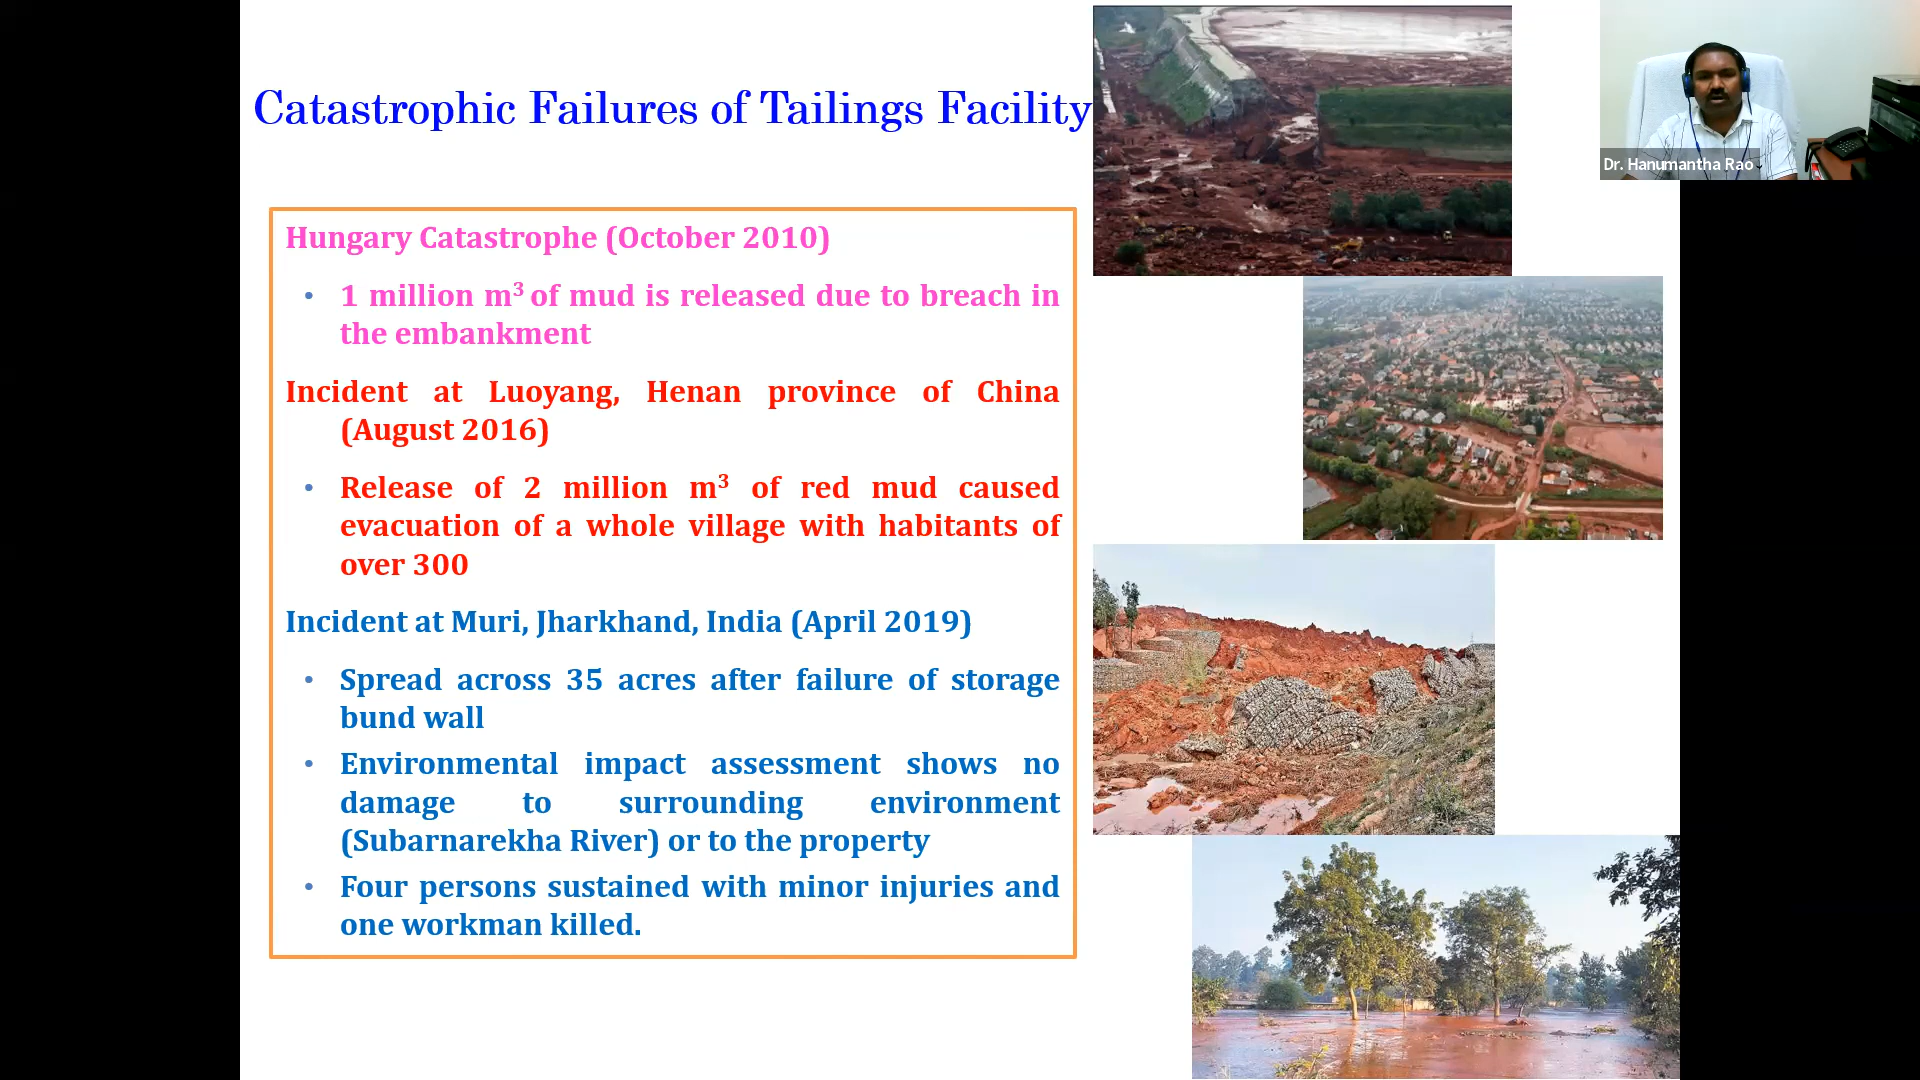 Catastrophic Failures of Tailings Facility
Dr. Hanumantha Rao
Hungary Catastrophe (October 2010)
• 1 million m³ of mud is released due to breach in
the embankment
Incident at Luoyang, Henan province of China
(August 2016)
• Release of 2 million m³ of red mud caused
evacuation of a whole village with habitants of
over 300
Incident at Muri, Jharkhand, India (April 2019)
• Spread across 35 acres after failure of storage
bund wall
• Environmental impact assessment shows no
damage to surrounding environment
(Subarnarekha River) or to the property
• Four persons sustained with minor injuries and
one workman killed.